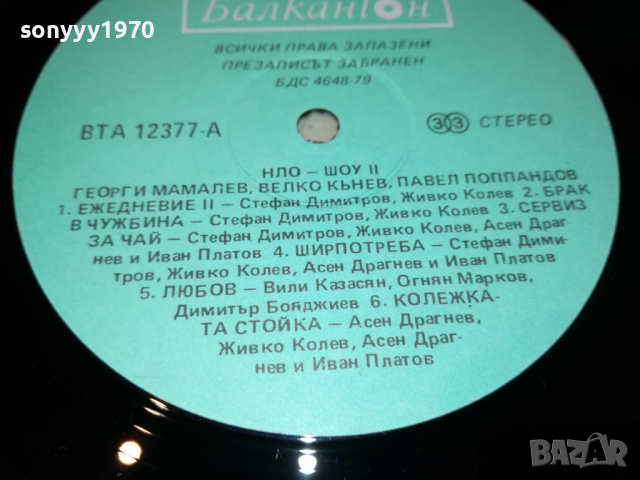 sonyyy1970
Балкантон
ВСИЧКИ ПРАВА ЗАПАЗЕНИ
ПРЕЗАПИСЪТ ЗАБРАНЕН
БДС 4648-79
ВТА 12377-А
33 СТЕРЕО
НЛО – ШОУ II
ГЕОРГИ МАМАЛЕВ, ВЕЛКО КЪНЕВ, ПАВЕЛ ПОППАНДОВ
1. ЕЖЕДНЕВИЕ II – Стефан Димитров, Живко Колев 2. БРАК
В ЧУЖБИНА – Стефан Димитров, Живко Колев 3. СЕРВИЗ
ЗА ЧАЙ – Стефан Димитров, Живко Колев, Асен Драг-
нев и Иван Платов 4. ШИРПОТРЕБА – Стефан Дими-
тров, Живко Колев, Асен Драгнев и Иван Платов
5. ЛЮБОВ – Вили Казасян, Огнян Марков,
Димитър Бояджиев 6. КОЛЕЖКА-
ТА СТОЙКА – Асен Драгнев,
Живко Колев, Асен Драг-
нев и Иван Платов
BAZAR